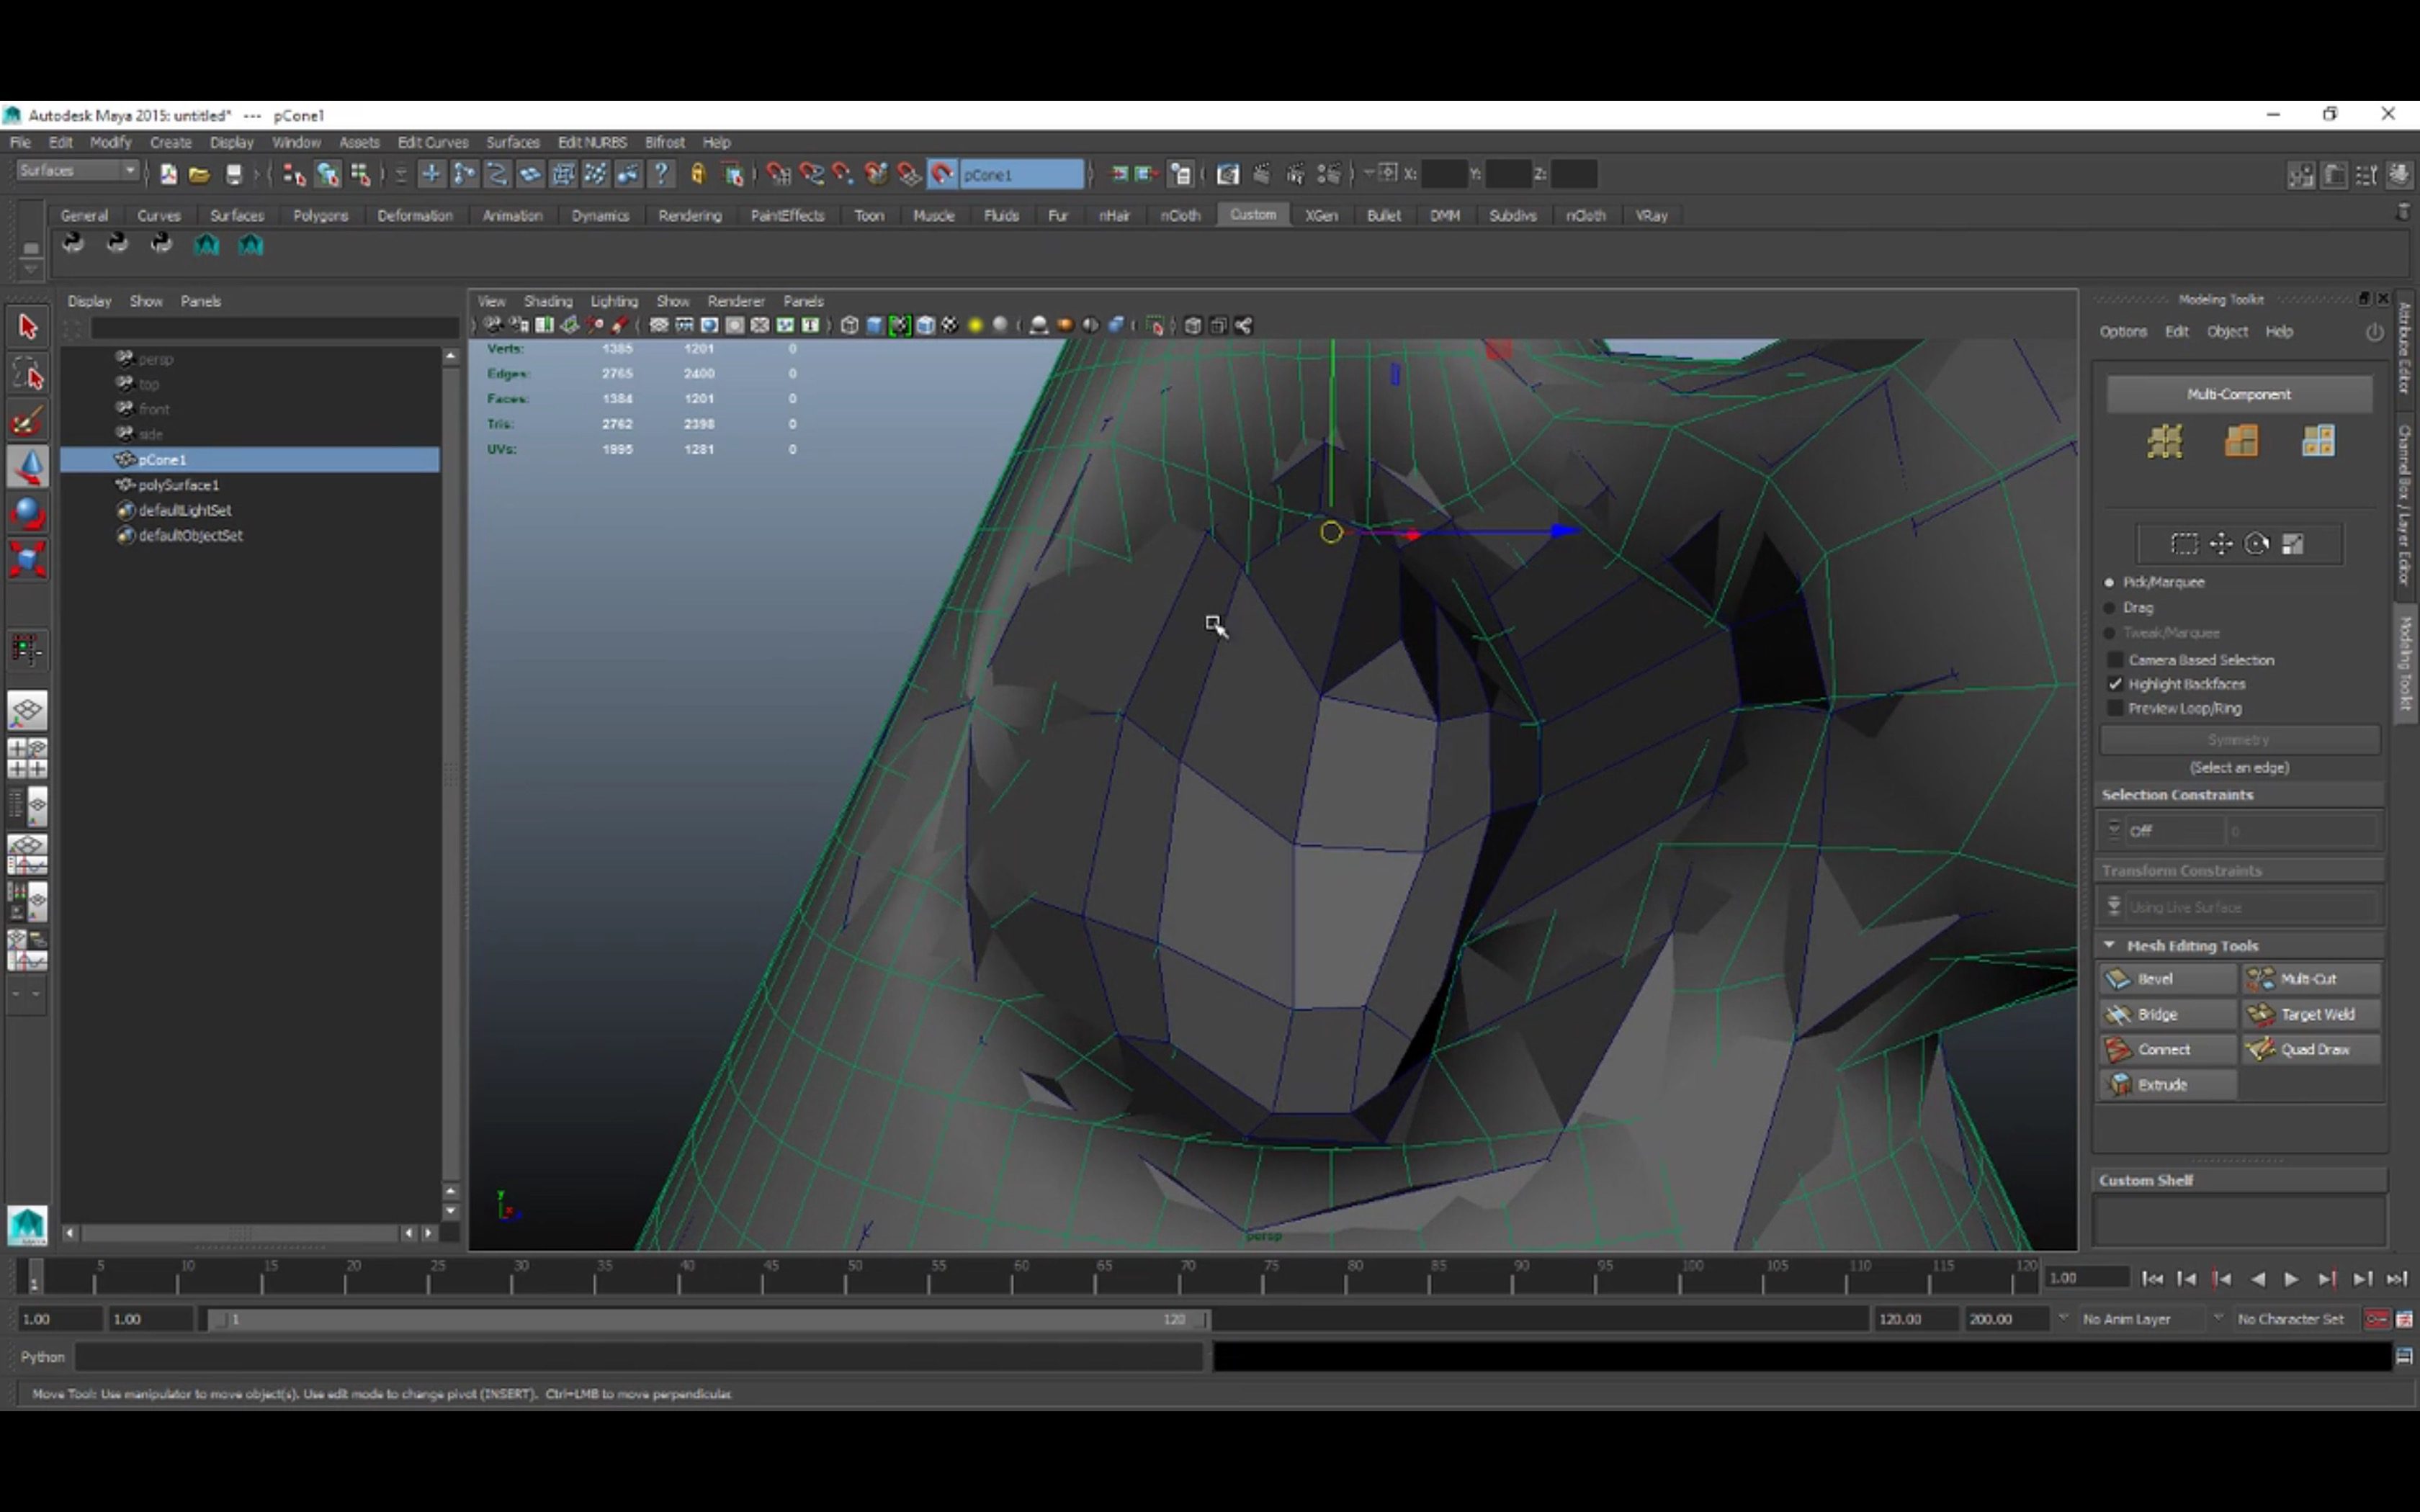 Autodesk Maya 2015: untitled* --- pCone1
File Edit Modify Create Display Window Assets Edit Curves Surfaces Edit NURBS Bifrost Help
Surfaces pCone1 X: Y: Z:
General Curves Surfaces Polygons Deformation Animation Dynamics Rendering PaintEffects Toon Muscle Fluids Fur nHair nCloth Custom XGen Bullet DMM Subdivs nCloth VRay
Display Show Panels
View Shading Lighting Show Renderer Panels
Modeling Toolkit
Options Edit Object Help
Verts: 1385 1201 0
Edges: 2765 2400 0
Faces: 1384 1201 0
Tris: 2762 2398 0
UVs: 1995 1281 0
persp
top
front
side
pCone1
polySurface1
defaultLightSet
defaultObjectSet
y
x
persp
Multi-Component
Pick/Marquee
Drag
Tweak/Marquee
Camera Based Selection
Highlight Backfaces
Preview Loop/Ring
Symmetry
(Select an edge)
Selection Constraints
Off 0
Transform Constraints
Using Live Surface
Mesh Editing Tools
Bevel Multi-Cut
Bridge Target Weld
Connect Quad Draw
Extrude
Custom Shelf
Attribute Editor
Channel Box / Layer Editor
Modeling Toolkit
1 5 10 15 20 25 30 35 40 45 50 55 60 65 70 75 80 85 90 95 100 105 110 115 120 1.00
1.00 1.00 1 120 120.00 200.00 No Anim Layer No Character Set
Python
Move Tool: Use manipulator to move object(s). Use edit mode to change pivot (INSERT). Ctrl+LMB to move perpendicular.